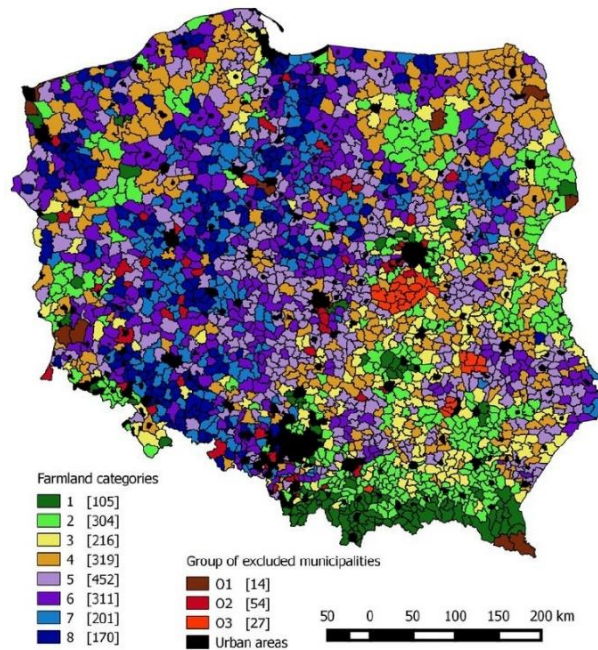 Farmland categories
1 [105]
2 [304]
3 [216]
4 [319]
5 [452]
6 [311]
7 [201]
8 [170]
Group of excluded municipalities
O1 [14]
O2 [54]
O3 [27]
Urban areas
50 0 50 100 150 200 km